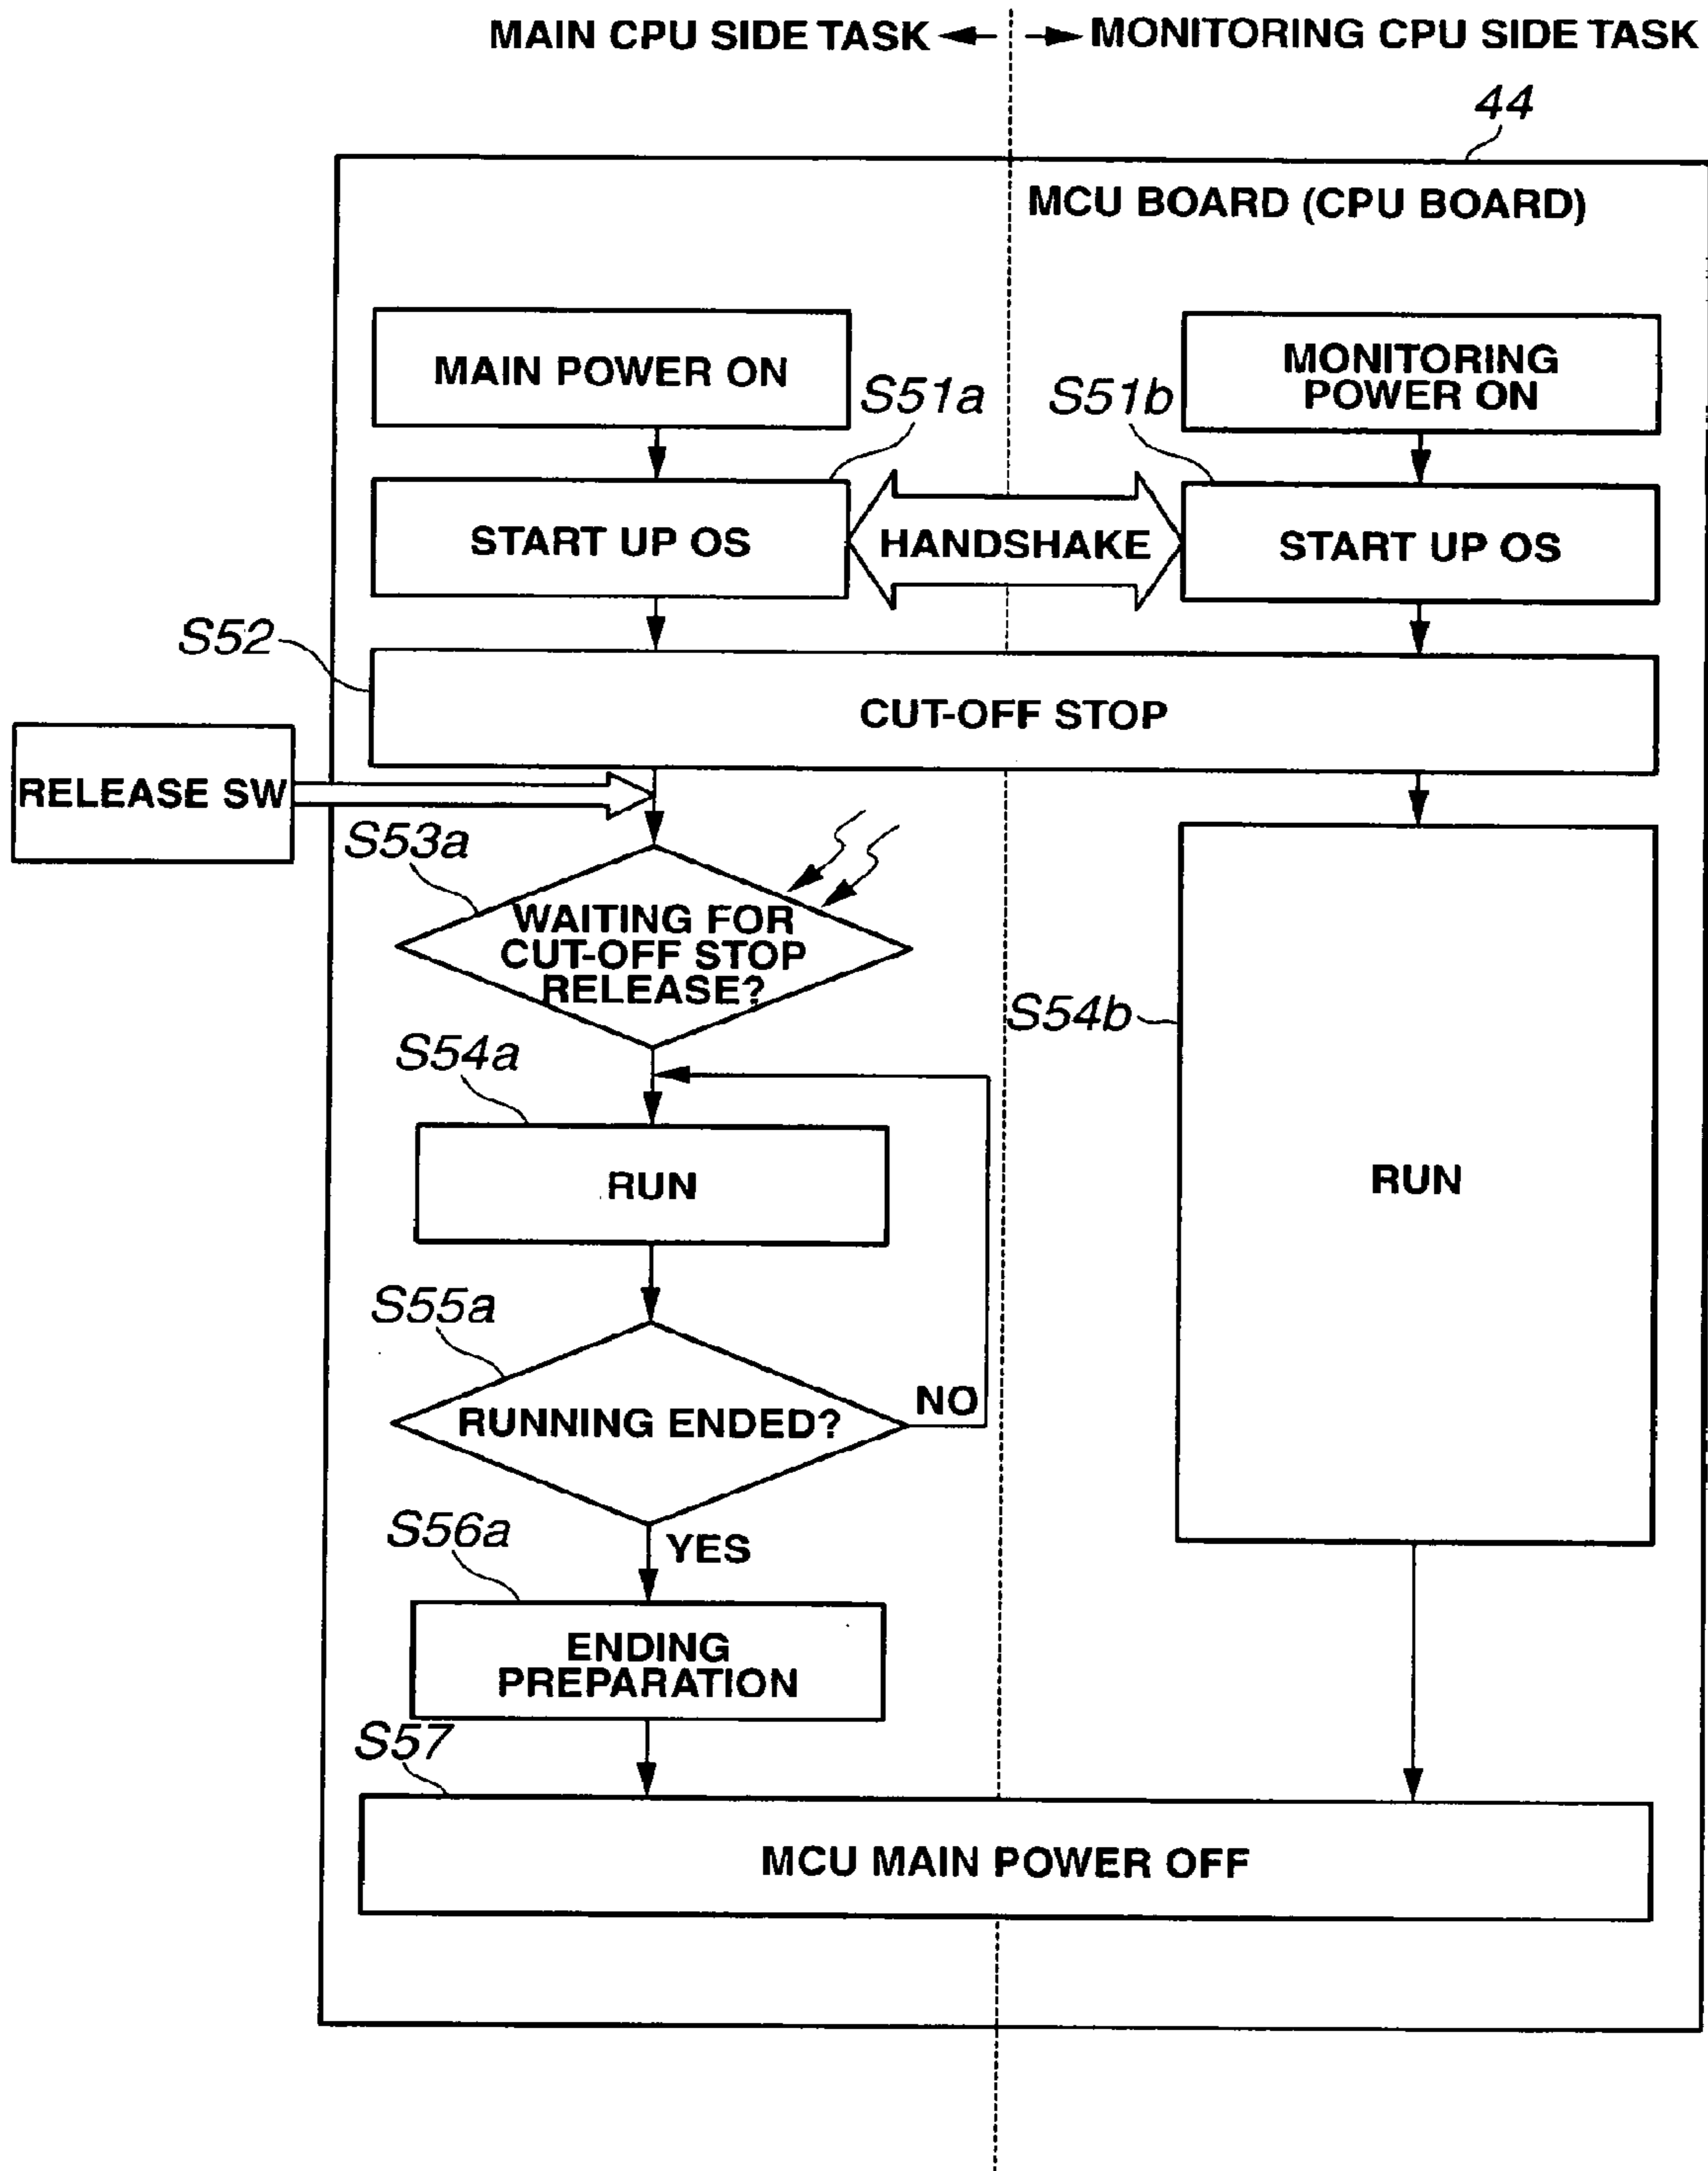 MAIN CPU SIDE TASK
MONITORING CPU SIDE TASK
44
MCU BOARD (CPU BOARD)
MAIN POWER ON
MONITORING
POWER ON
S51a
S51b
START UP OS
HANDSHAKE
START UP OS
S52
CUT-OFF STOP
RELEASE SW
S53a
WAITING FOR
CUT-OFF STOP
RELEASE?
S54b
S54a
RUN
RUN
S55a
RUNNING ENDED?
NO
S56a
YES
ENDING
PREPARATION
S57
MCU MAIN POWER OFF